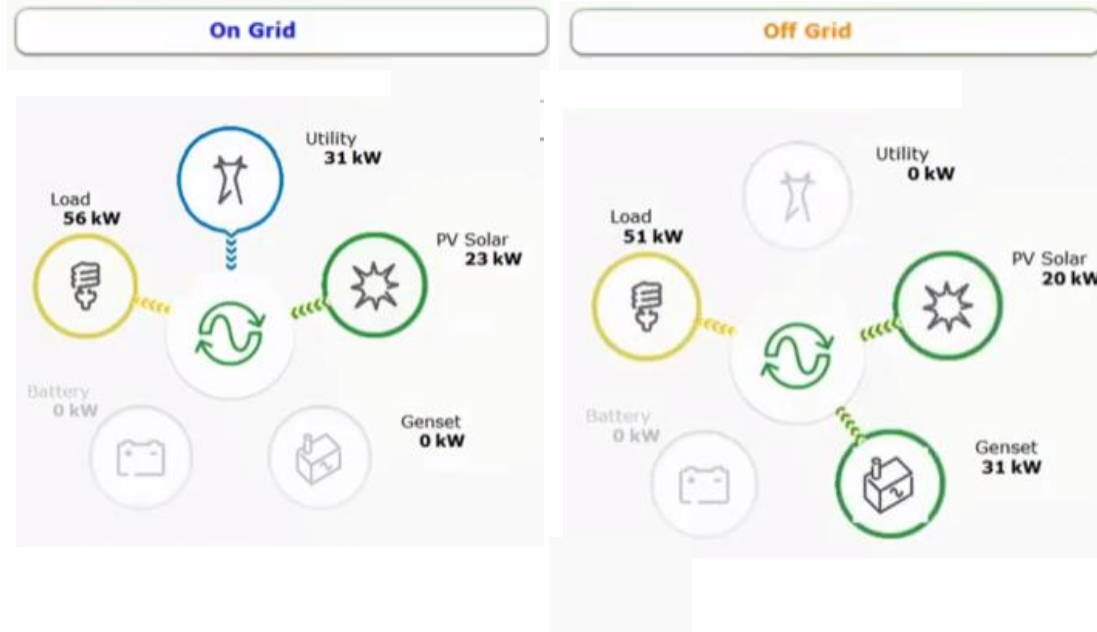 On Grid
Utility
31 kW
Load
56 kW
PV Solar
23 kW
Battery
0 kW
Genset
0 kW
Off Grid
Utility
0 kW
Load
51 kW
PV Solar
20 kW
Battery
0 kW
Genset
31 kW